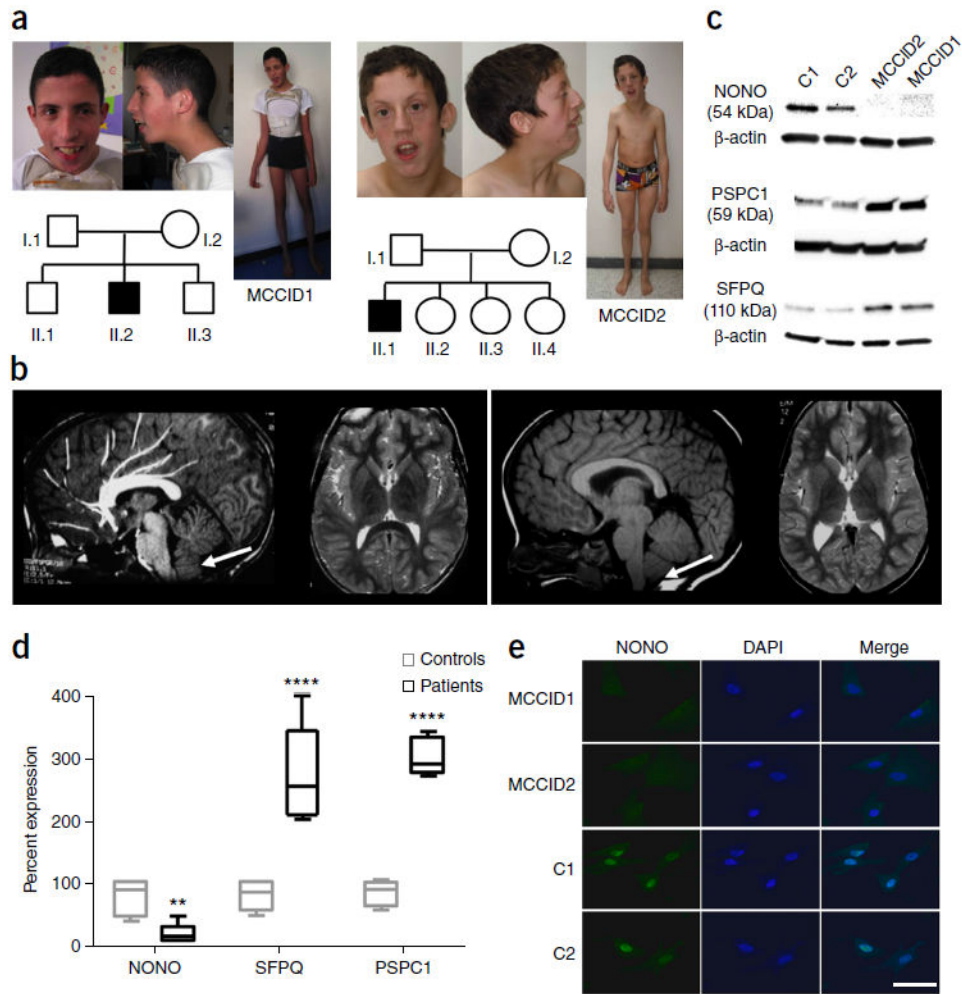 a
I.1
I.2
II.1
II.2
II.3
MCCID1
I.1
I.2
II.1
II.2
II.3
II.4
MCCID2
c
C1
C2
MCCID2
MCCID1
NONO
(54 kDa)
β-actin
PSPC1
(59 kDa)
β-actin
SFPQ
(110 kDa)
β-actin
b
d
Controls
Patients
Percent expression
400
300
200
100
0
**
****
****
NONO
SFPQ
PSPC1
e
NONO
DAPI
Merge
MCCID1
MCCID2
C1
C2